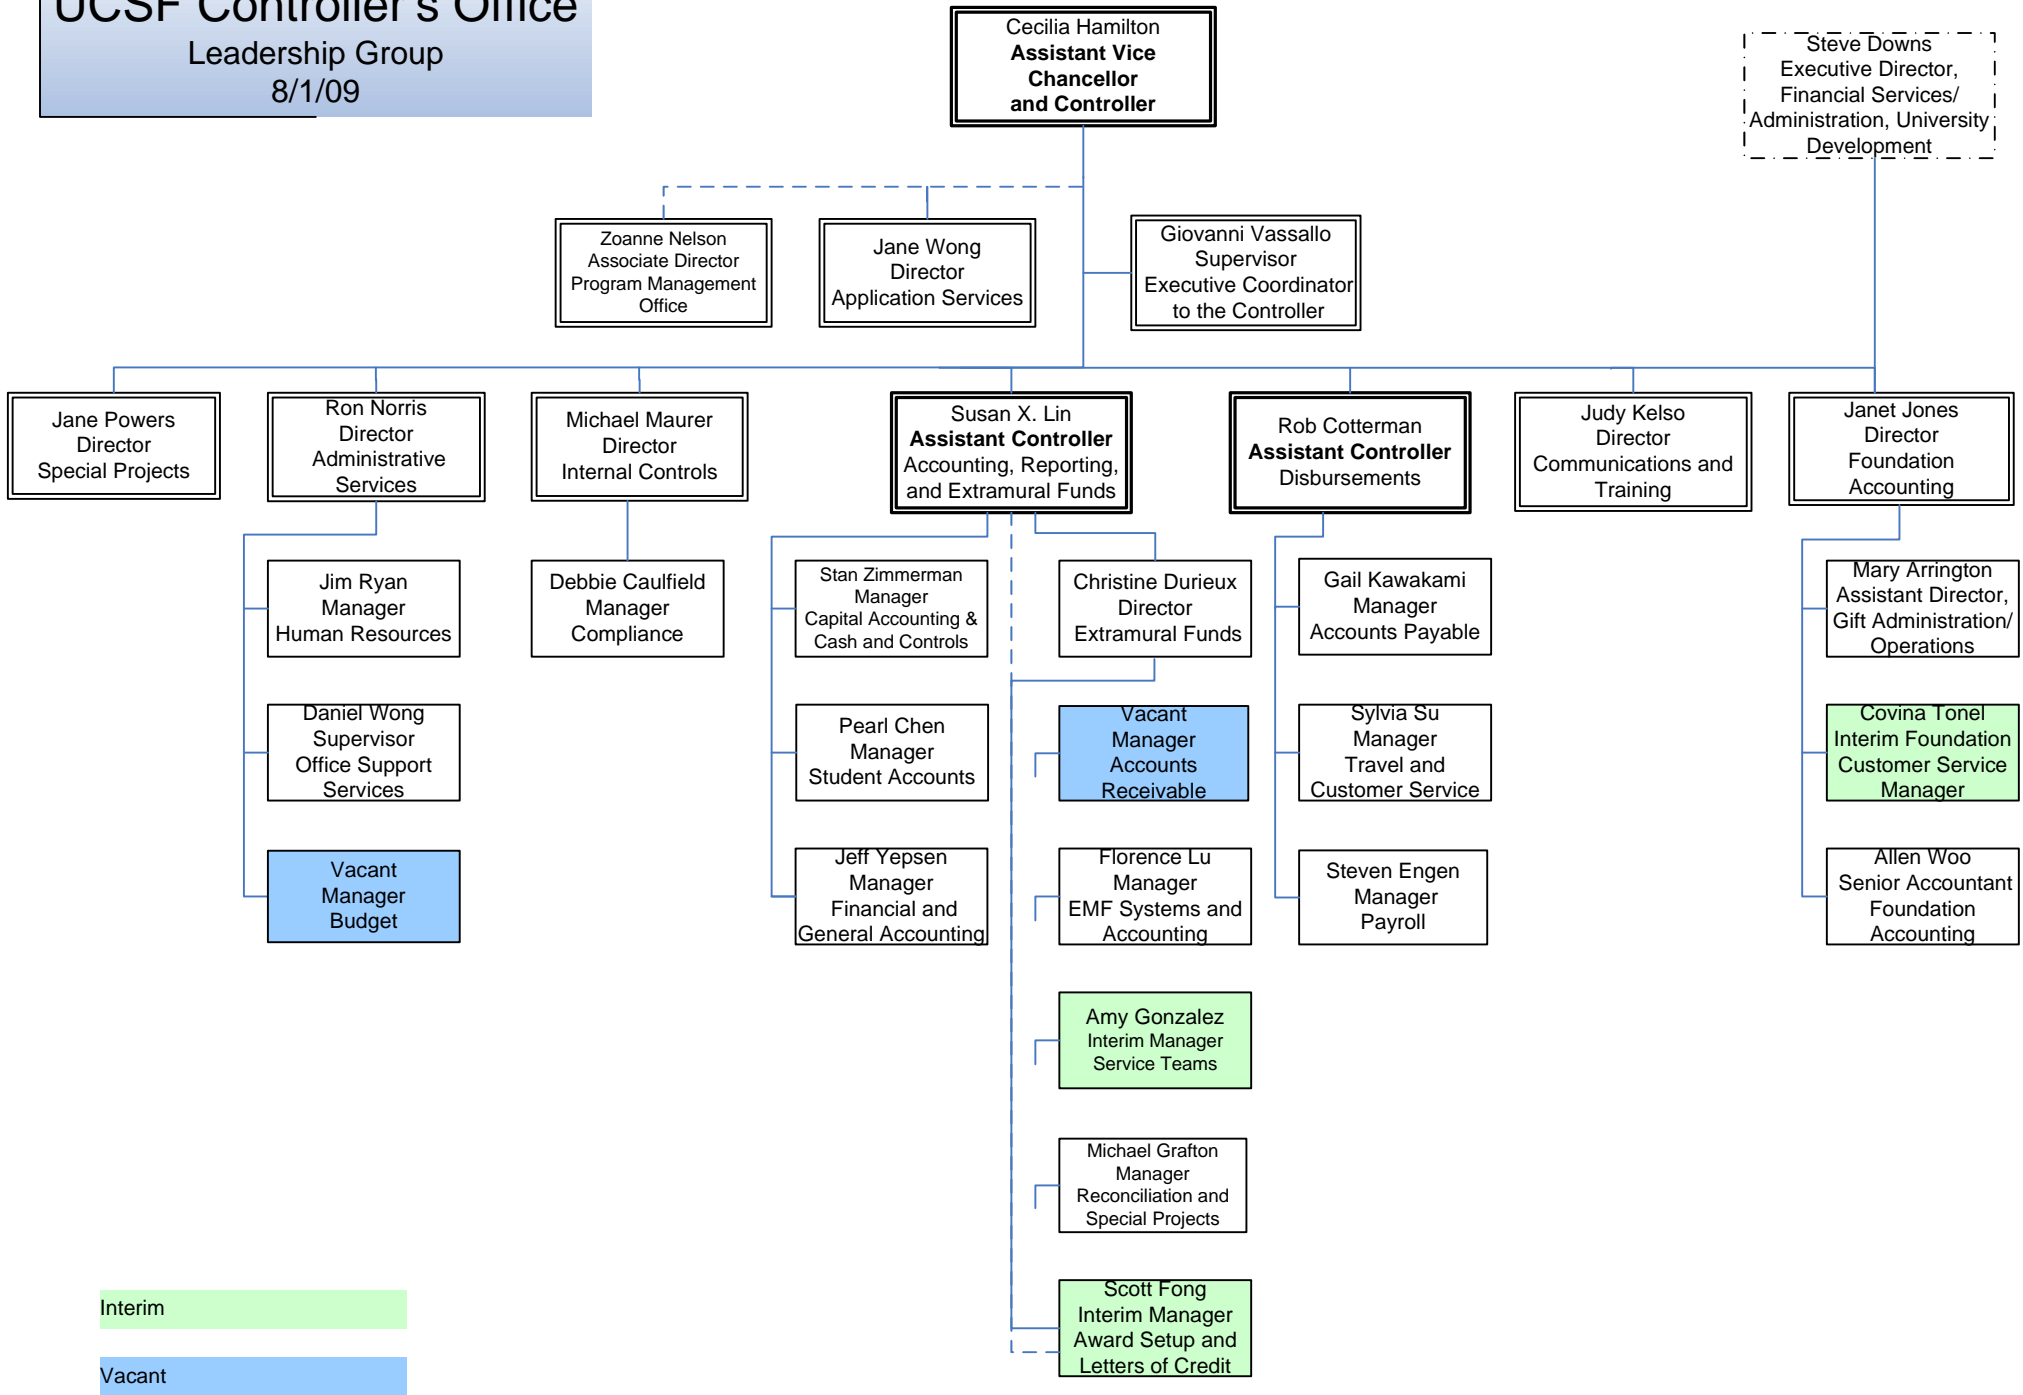 UCSF Controller's Office
Leadership Group
8/1/09
Cecilia Hamilton
Assistant Vice
Chancellor
and Controller
Steve Downs
Executive Director,
Financial Services/
Administration, University
Development
Zoanne Nelson
Associate Director
Program Management
Office
Jane Wong
Director
Application Services
Giovanni Vassallo
Supervisor
Executive Coordinator
to the Controller
Jane Powers
Director
Special Projects
Ron Norris
Director
Administrative
Services
Michael Maurer
Director
Internal Controls
Susan X. Lin
Assistant Controller
Accounting, Reporting,
and Extramural Funds
Rob Cotterman
Assistant Controller
Disbursements
Judy Kelso
Director
Communications and
Training
Janet Jones
Director
Foundation
Accounting
Jim Ryan
Manager
Human Resources
Debbie Caulfield
Manager
Compliance
Stan Zimmerman
Manager
Capital Accounting &
Cash and Controls
Christine Durieux
Director
Extramural Funds
Gail Kawakami
Manager
Accounts Payable
Mary Arrington
Assistant Director,
Gift Administration/
Operations
Daniel Wong
Supervisor
Office Support
Services
Pearl Chen
Manager
Student Accounts
Vacant
Manager
Accounts
Receivable
Sylvia Su
Manager
Travel and
Customer Service
Covina Tonel
Interim Foundation
Customer Service
Manager
Vacant
Manager
Budget
Jeff Yepsen
Manager
Financial and
General Accounting
Florence Lu
Manager
EMF Systems and
Accounting
Steven Engen
Manager
Payroll
Allen Woo
Senior Accountant
Foundation
Accounting
Amy Gonzalez
Interim Manager
Service Teams
Michael Grafton
Manager
Reconciliation and
Special Projects
Scott Fong
Interim Manager
Award Setup and
Letters of Credit
Interim
Vacant